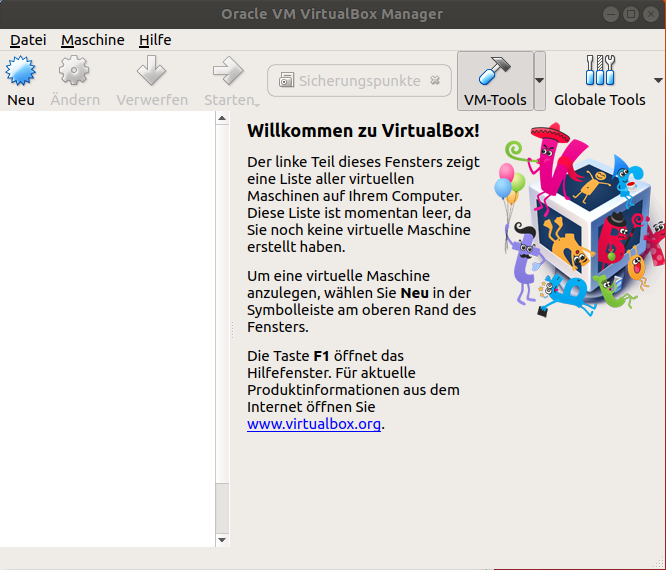 Oracle VM VirtualBox Manager
Datei Maschine Hilfe
Neu Ändern Verwerfen Starten Sicherungspunkte VM-Tools Globale Tools
Willkommen zu VirtualBox!
Der linke Teil dieses Fensters zeigt
eine Liste aller virtuellen
Maschinen auf Ihrem Computer.
Diese Liste ist momentan leer, da
Sie noch keine virtuelle Maschine
erstellt haben.
Um eine virtuelle Maschine
anzulegen, wählen Sie Neu in der
Symbolleiste am oberen Rand des
Fensters.
Die Taste F1 öffnet das
Hilfefenster. Für aktuelle
Produktinformationen aus dem
Internet öffnen Sie
www.virtualbox.org.